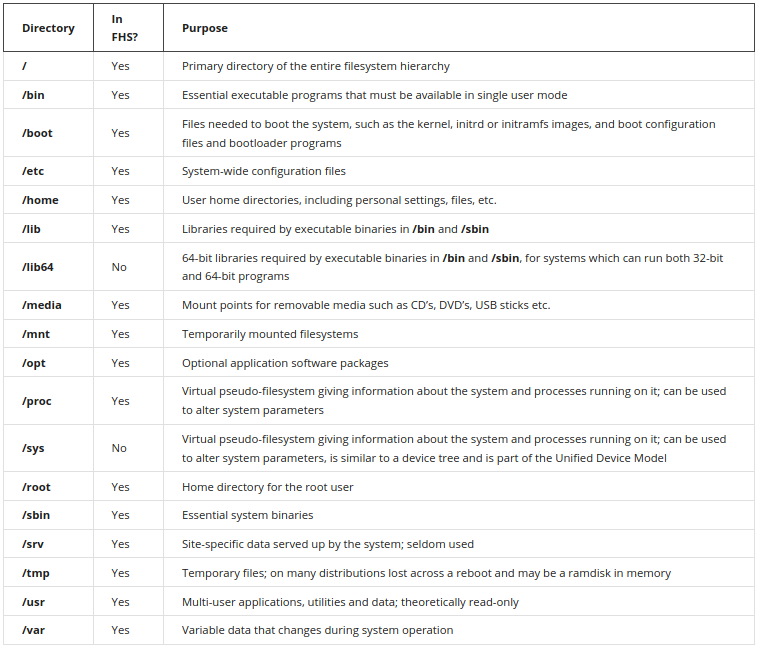 Directory In FHS? Purpose
/ Yes Primary directory of the entire filesystem hierarchy
/bin Yes Essential executable programs that must be available in single user mode
/boot Yes Files needed to boot the system, such as the kernel, initrd or initramfs images, and boot configuration
files and bootloader programs
/etc Yes System-wide configuration files
/home Yes User home directories, including personal settings, files, etc.
/lib Yes Libraries required by executable binaries in /bin and /sbin
/lib64 No 64-bit libraries required by executable binaries in /bin and /sbin, for systems which can run both 32-bit
and 64-bit programs
/media Yes Mount points for removable media such as CD’s, DVD’s, USB sticks etc.
/mnt Yes Temporarily mounted filesystems
/opt Yes Optional application software packages
/proc Yes Virtual pseudo-filesystem giving information about the system and processes running on it; can be used
to alter system parameters
/sys No Virtual pseudo-filesystem giving information about the system and processes running on it; can be used
to alter system parameters, is similar to a device tree and is part of the Unified Device Model
/root Yes Home directory for the root user
/sbin Yes Essential system binaries
/srv Yes Site-specific data served up by the system; seldom used
/tmp Yes Temporary files; on many distributions lost across a reboot and may be a ramdisk in memory
/usr Yes Multi-user applications, utilities and data; theoretically read-only
/var Yes Variable data that changes during system operation